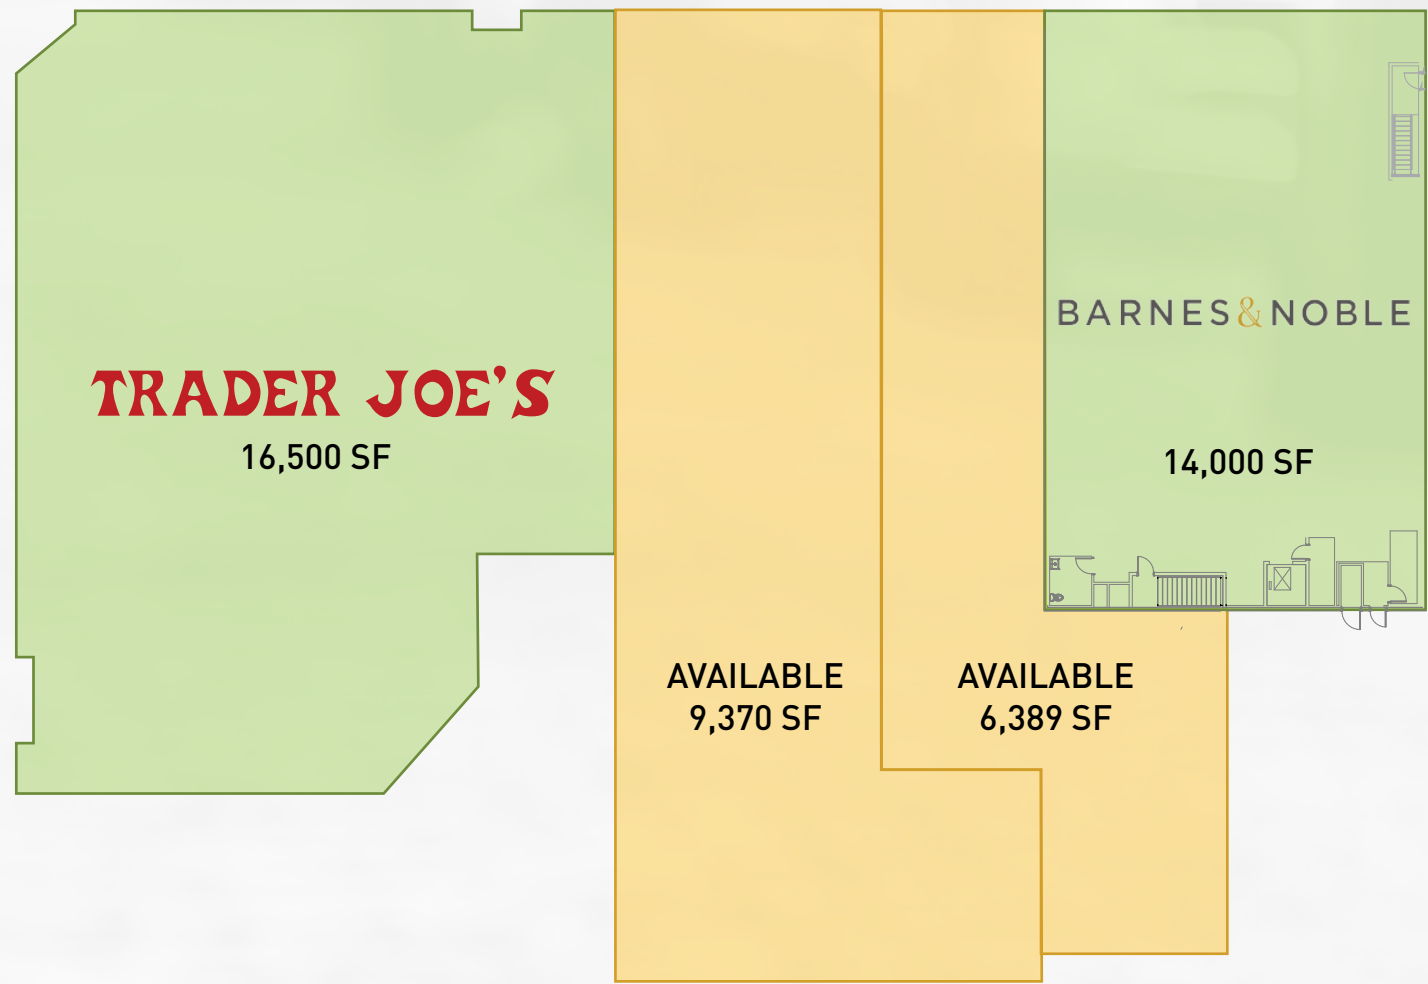 TRADER JOE'S
16,500 SF
AVAILABLE
9,370 SF
AVAILABLE
6,389 SF
BARNES&NOBLE
14,000 SF